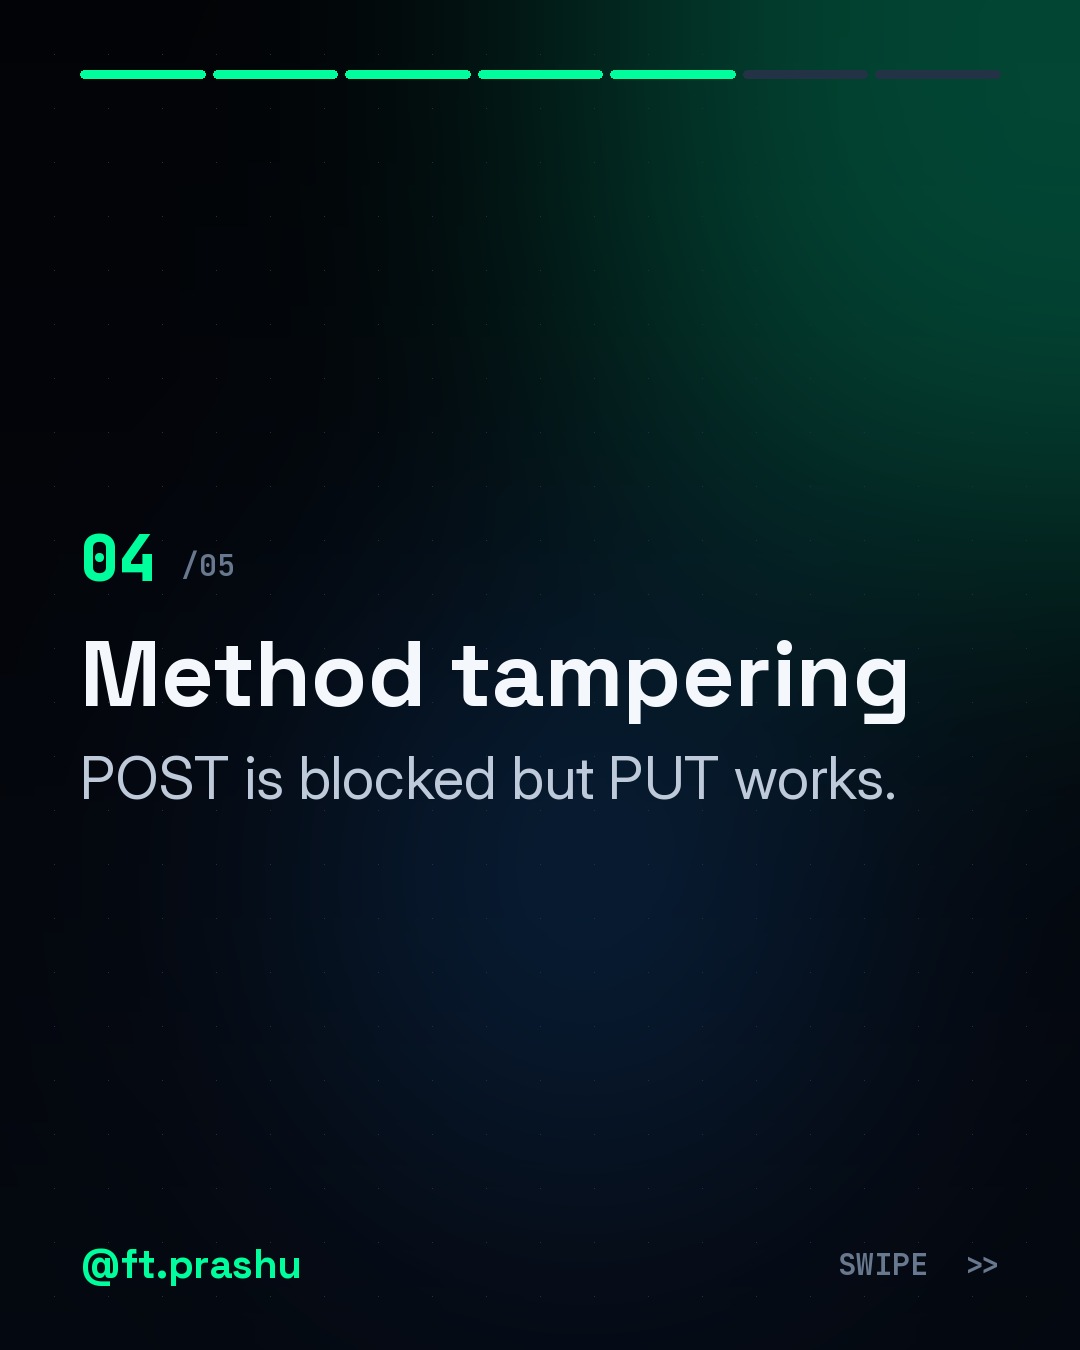 04 /05
Method tampering
POST is blocked but PUT works.
@ft.prashu
SWIPE >>